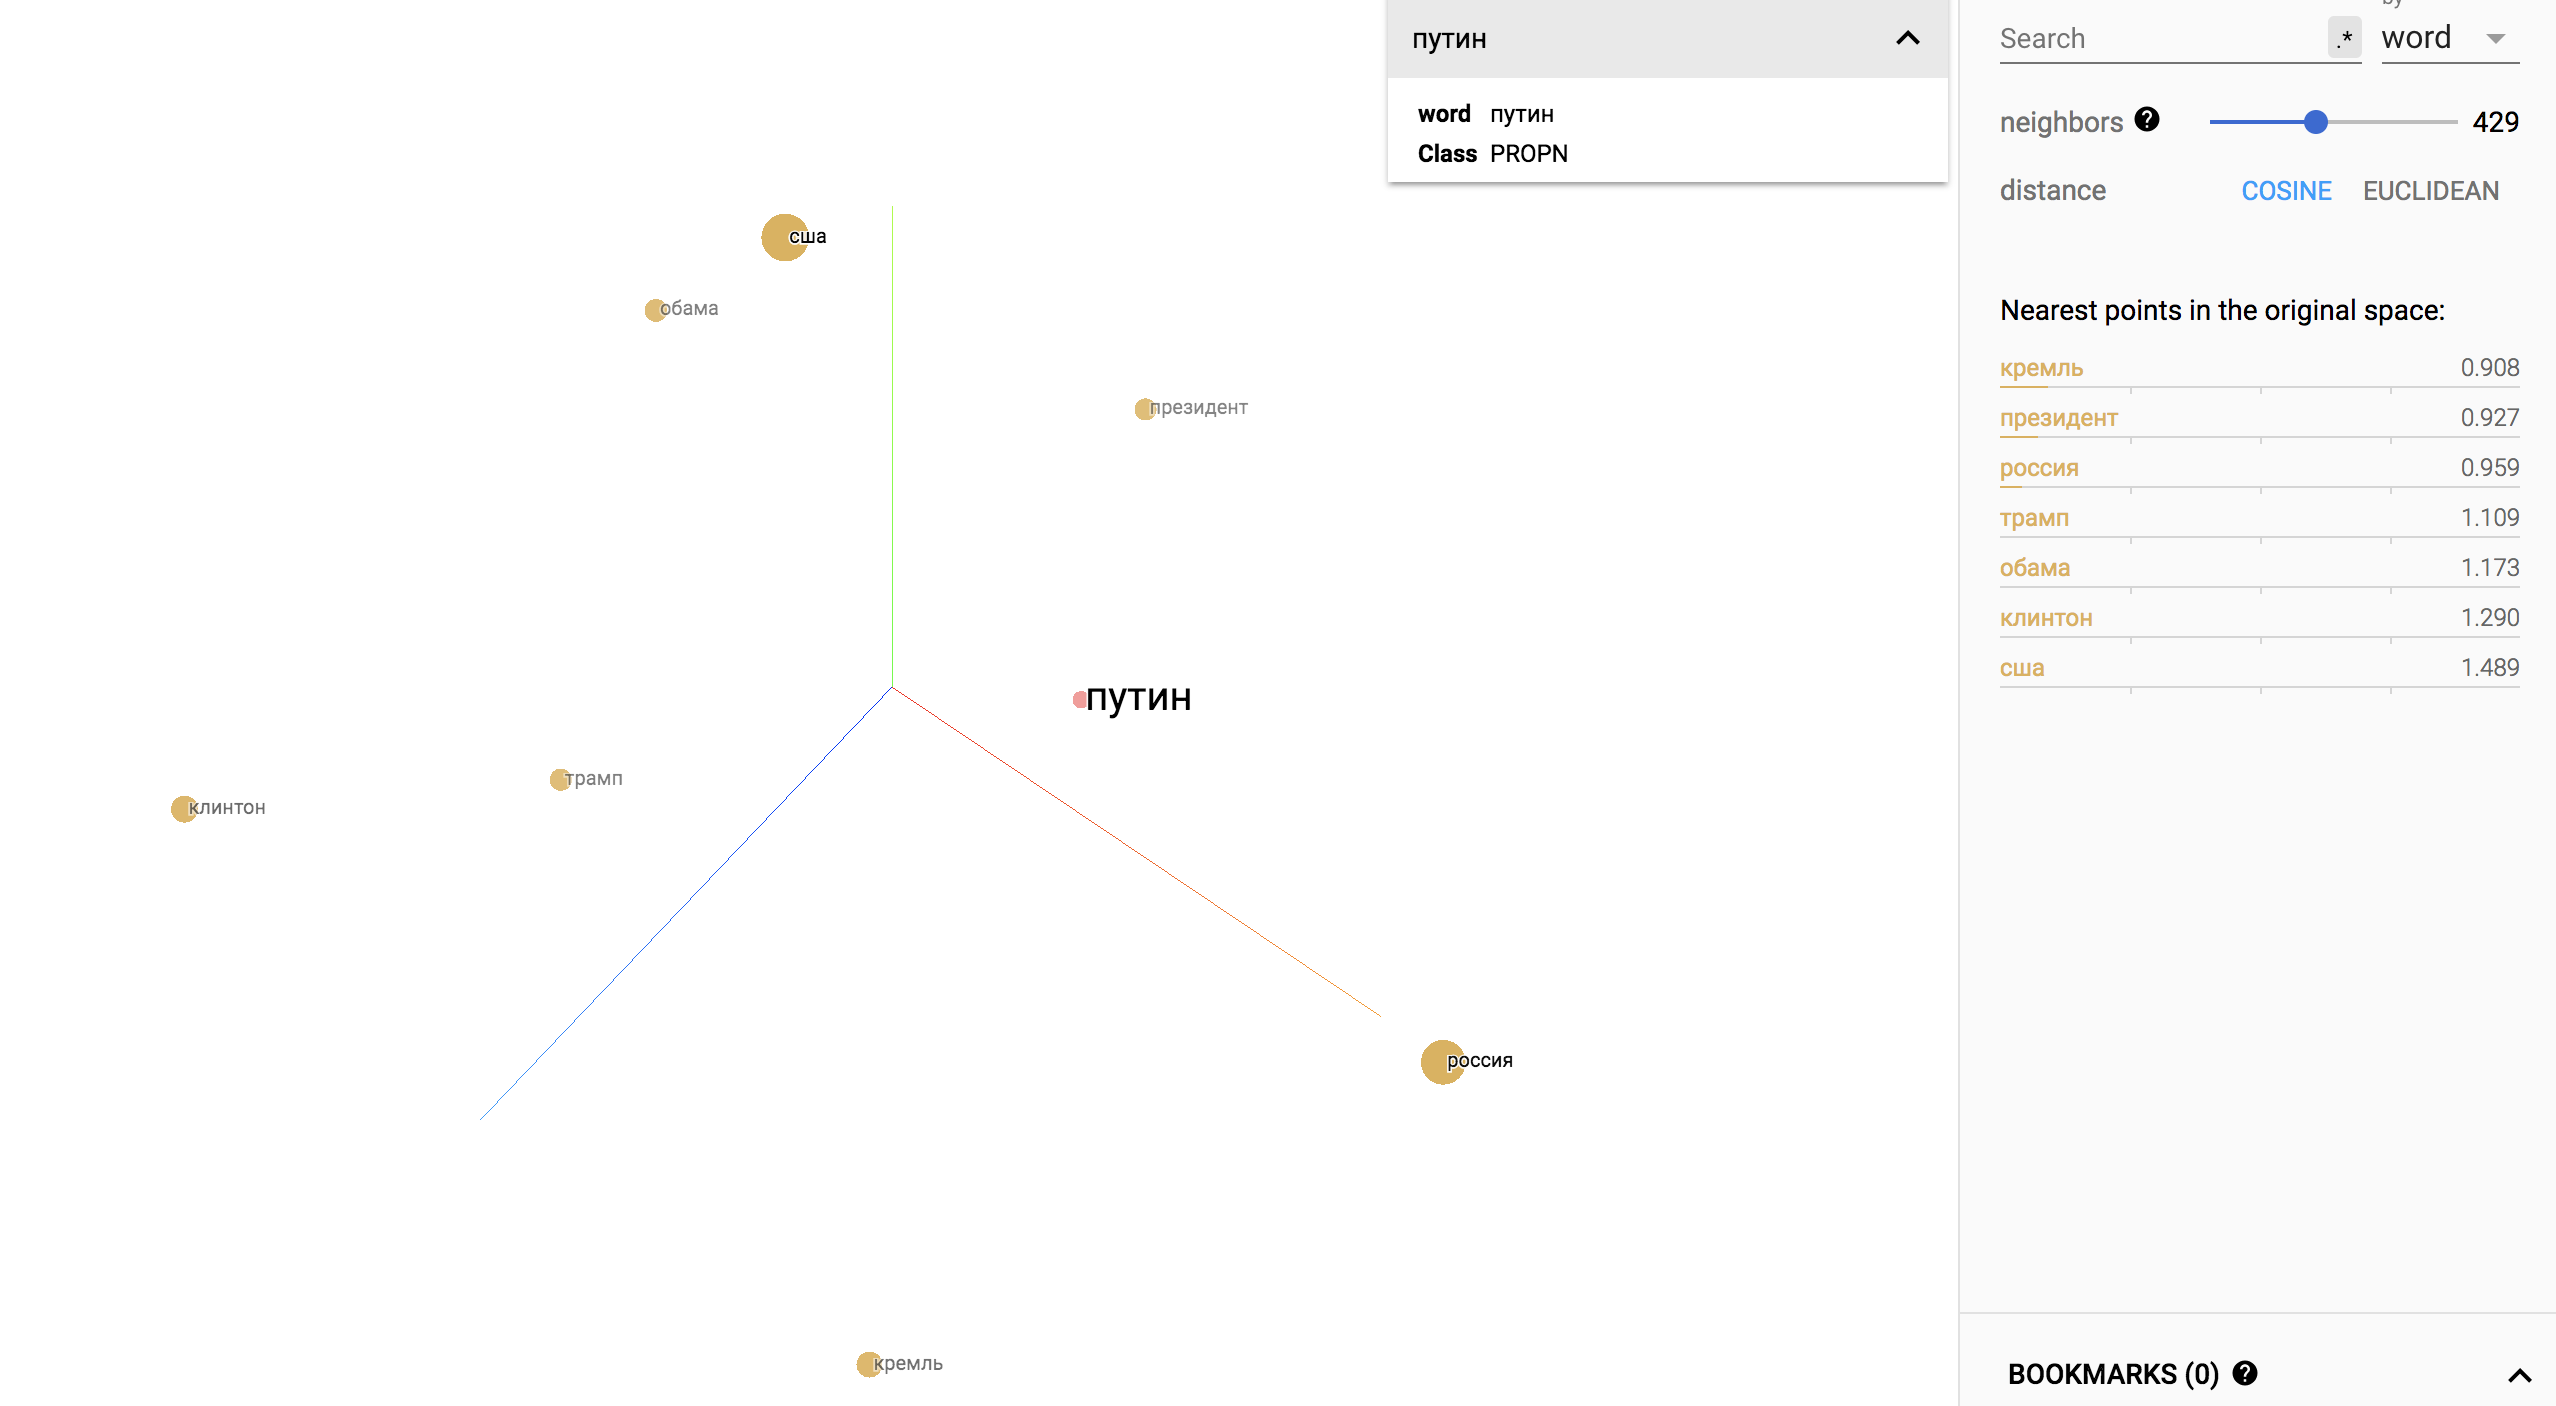 путин
word путин
Class PROPN
by
Search .* word
neighbors ? 429
distance COSINE EUCLIDEAN
Nearest points in the original space:
кремль 0.908
президент 0.927
россия 0.959
трамп 1.109
обама 1.173
клинтон 1.290
сша 1.489
BOOKMARKS (0) ?
сша
обама
президент
путин
трамп
клинтон
россия
кремль